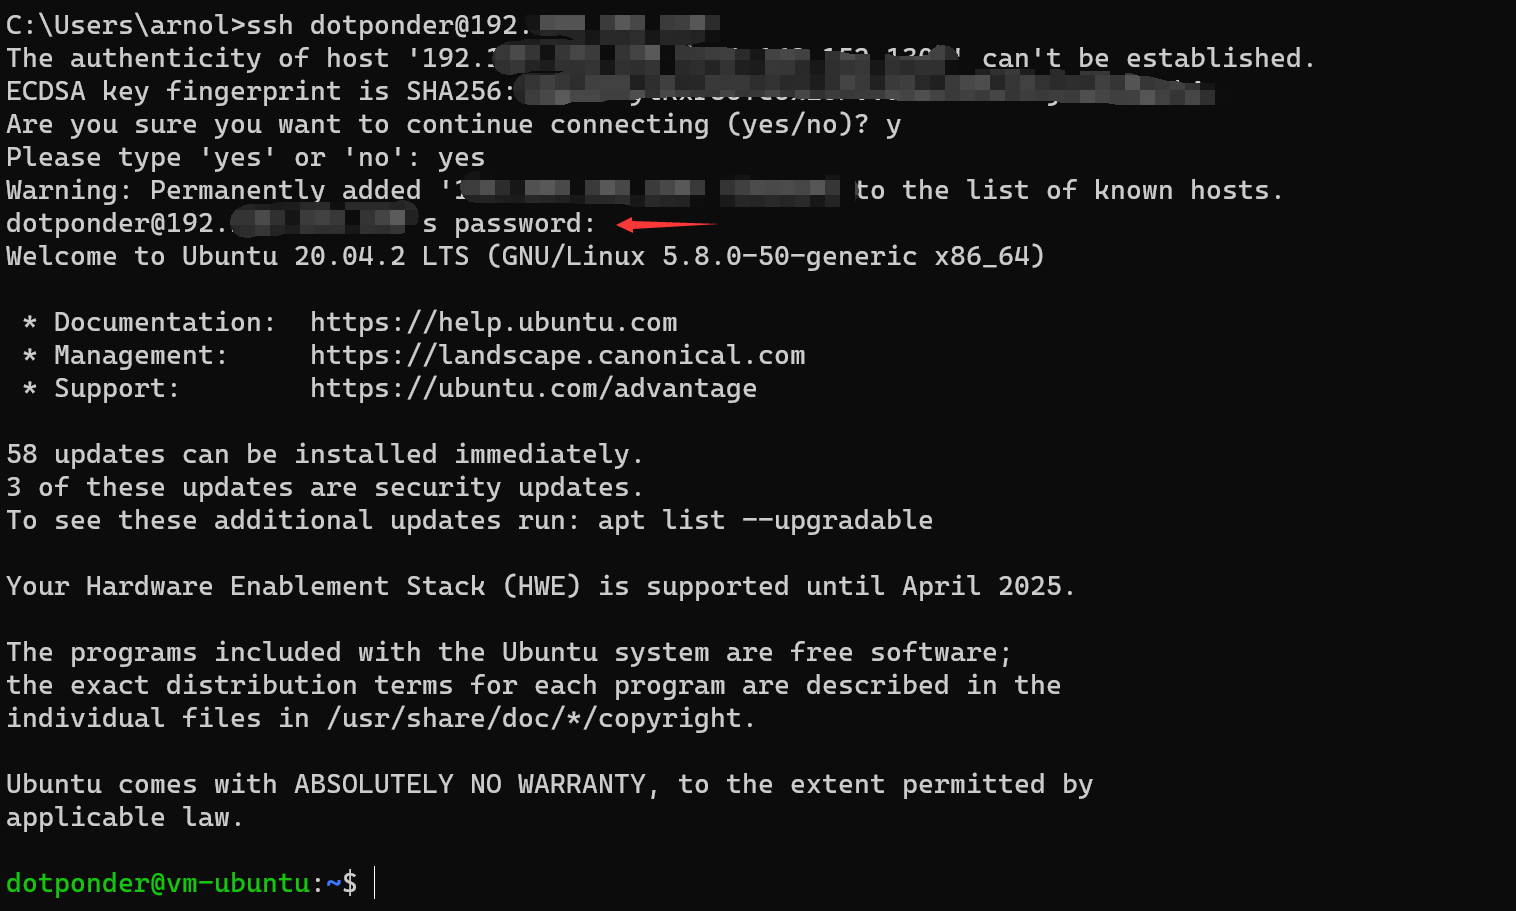 C:\Users\arnol>ssh dotponder@192.
The authenticity of host '192. can't be established.
ECDSA key fingerprint is SHA256:
Are you sure you want to continue connecting (yes/no)? y
Please type 'yes' or 'no': yes
Warning: Permanently added ' to the list of known hosts.
dotponder@192. s password:
Welcome to Ubuntu 20.04.2 LTS (GNU/Linux 5.8.0-50-generic x86_64)
* Documentation: https://help.ubuntu.com
* Management: https://landscape.canonical.com
* Support: https://ubuntu.com/advantage
58 updates can be installed immediately.
3 of these updates are security updates.
To see these additional updates run: apt list --upgradable
Your Hardware Enablement Stack (HWE) is supported until April 2025.
The programs included with the Ubuntu system are free software;
the exact distribution terms for each program are described in the
individual files in /usr/share/doc/*/copyright.
Ubuntu comes with ABSOLUTELY NO WARRANTY, to the extent permitted by
applicable law.
dotponder@vm-ubuntu:~$